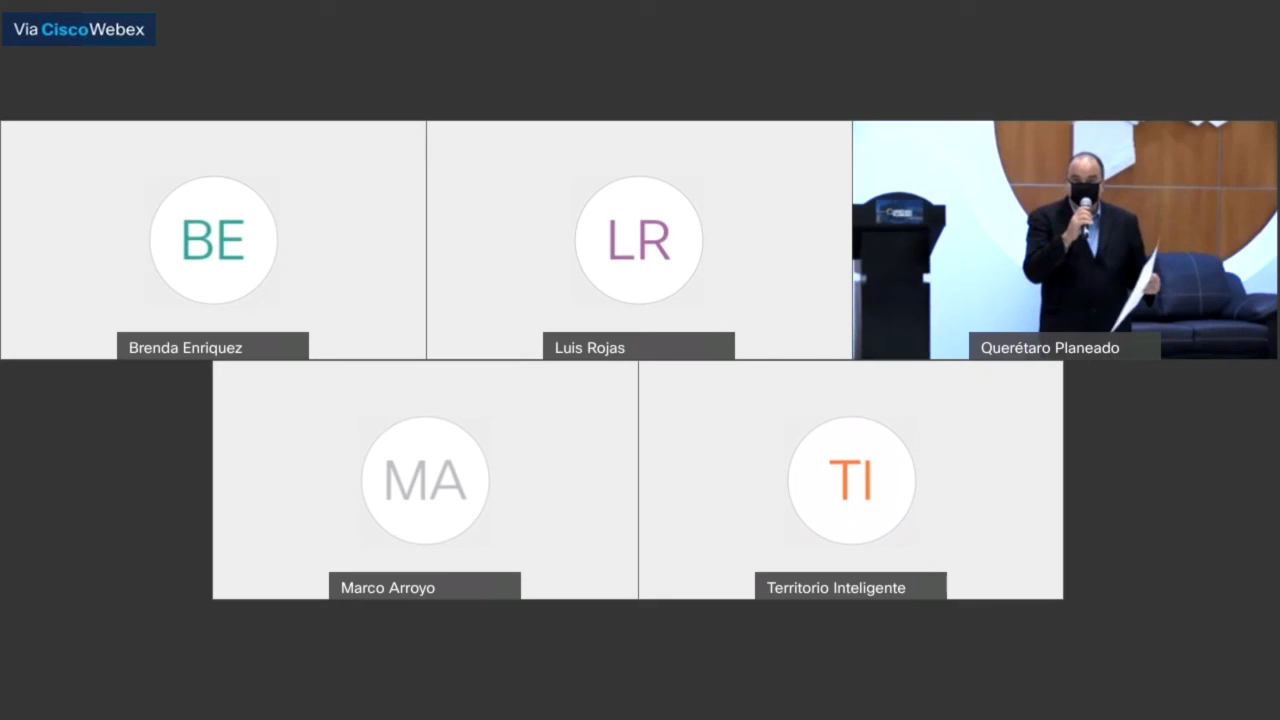 Via CiscoWebex
BE
LR
Brenda Enriquez
Luis Rojas
Querétaro Planeado
MA
TI
Marco Arroyo
Territorio Inteligente